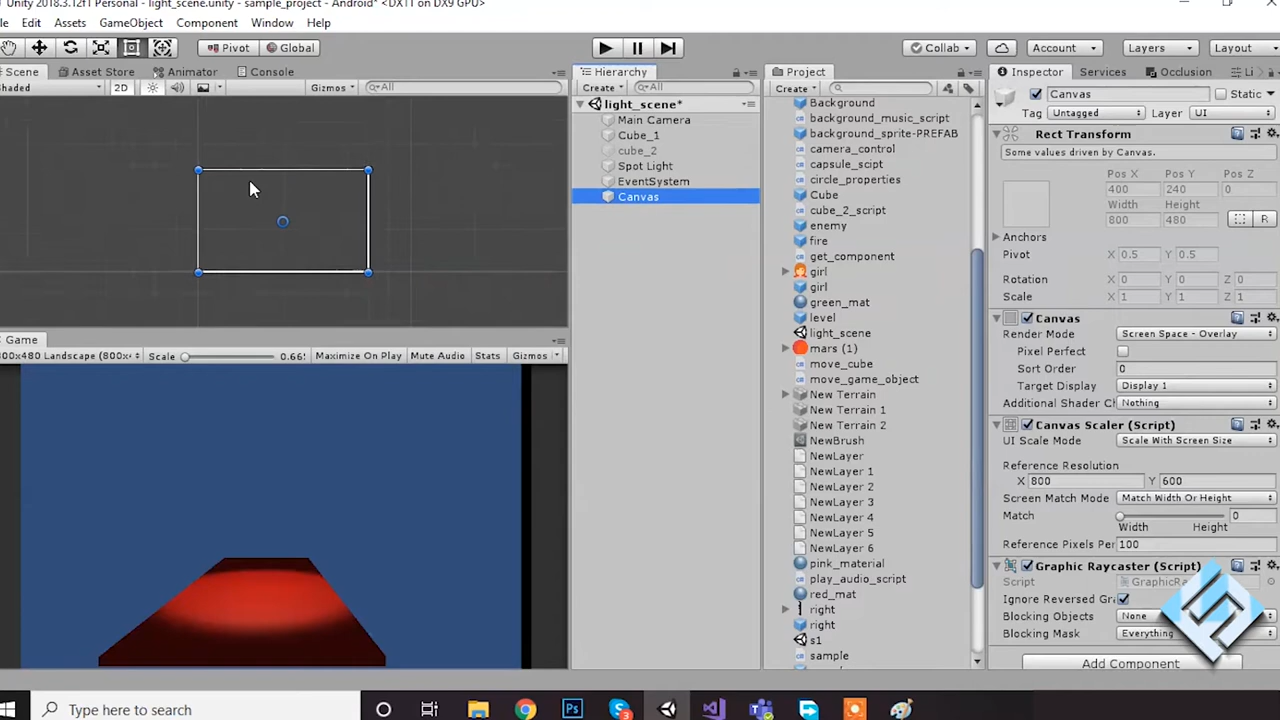 Unity 2018.3.12f1 Personal - light_scene.unity - sample_project - Android* <DX11 on DX9 GPU>
Edit Assets GameObject Component Window Help
Pivot Global Collab Account Layers Layout
Scene Asset Store Animator Console
Shaded 2D Gizmos All
Game
800x480 Landscape (800x Scale 0.66 Maximize On Play Mute Audio Stats Gizmos
Hierarchy
Create All
light_scene*
Main Camera
Cube_1
cube_2
Spot Light
EventSystem
Canvas
Project
Create
Background
background_music_script
background_sprite-PREFAB
camera_control
capsule_scipt
circle_properties
Cube
cube_2_script
enemy
fire
get_component
girl
girl
green_mat
level
light_scene
mars (1)
move_cube
move_game_object
New Terrain
New Terrain 1
New Terrain 2
NewBrush
NewLayer
NewLayer 1
NewLayer 2
NewLayer 3
NewLayer 4
NewLayer 5
NewLayer 6
pink_material
play_audio_script
red_mat
right
right
s1
sample
Inspector Services Occlusion Li
Canvas Static
Tag Untagged Layer UI
Rect Transform
Some values driven by Canvas.
Pos X Pos Y Pos Z
400 240 0
Width Height
800 480 R
Anchors
Pivot X 0.5 Y 0.5
Rotation X 0 Y 0 Z 0
Scale X 1 Y 1 Z 1
Canvas
Render Mode Screen Space - Overlay
Pixel Perfect
Sort Order 0
Target Display Display 1
Additional Shader Ch Nothing
Canvas Scaler (Script)
UI Scale Mode Scale With Screen Size
Reference Resolution
X 800 Y 600
Screen Match Mode Match Width Or Height
Match 0
Width Height
Reference Pixels Per 100
Graphic Raycaster (Script)
Script GraphicRa
Ignore Reversed Gra
Blocking Objects None
Blocking Mask Everything
Add Component
Type here to search